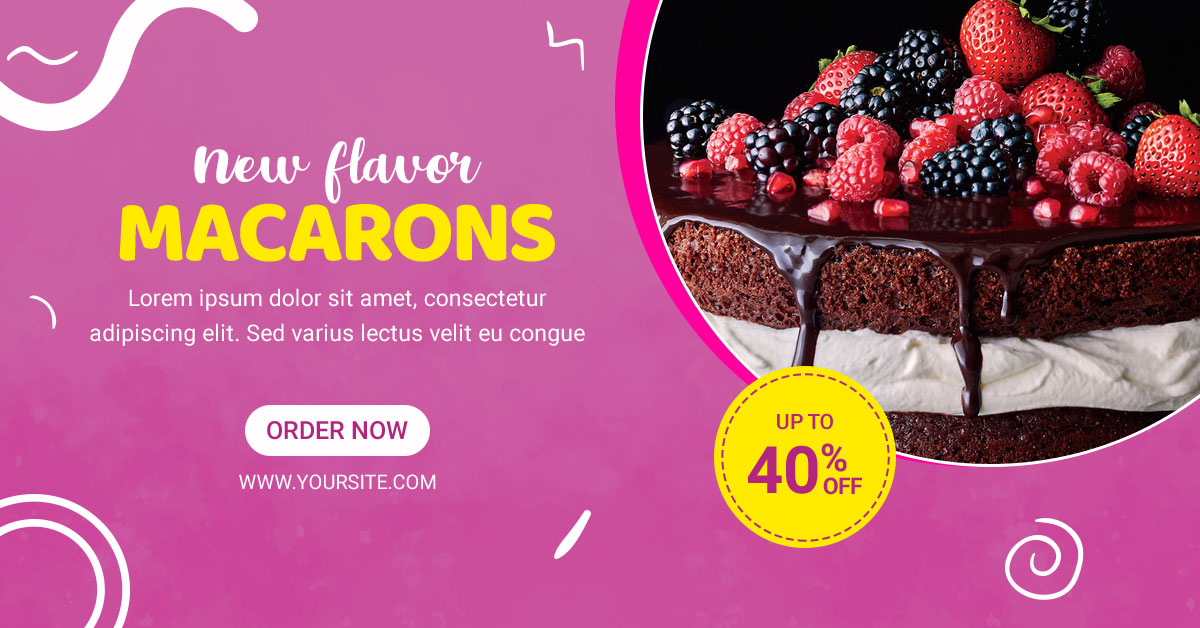 New flavor
MACARONS
Lorem ipsum dolor sit amet, consectetur
adipiscing elit. Sed varius lectus velit eu congue
ORDER NOW
WWW.YOURSITE.COM
UP TO
40%
OFF